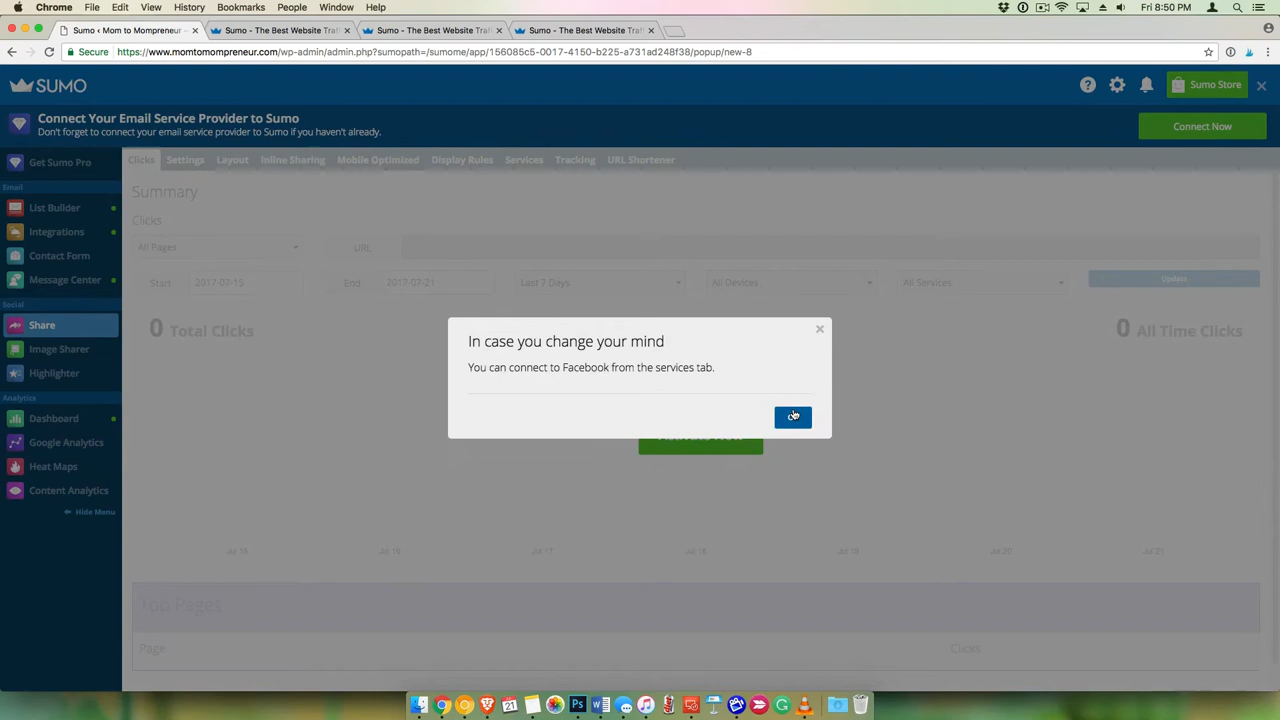 Chrome File Edit View History Bookmarks People Window Help Fri 8:50 PM
Sumo ‹ Mom to Mompreneur – Sumo - The Best Website Traf Sumo - The Best Website Traf Sumo - The Best Website Traf
Secure https://www.momtomompreneur.com/wp-admin/admin.php?sumopath=/sumome/app/156085c5-0017-4150-b225-a731ad248f38/popup/new-8
SUMO
Sumo Store
Connect Your Email Service Provider to Sumo
Don't forget to connect your email service provider to Sumo if you haven't already.
Connect Now
Get Sumo Pro
Email
List Builder
Integrations
Contact Form
Message Center
Social
Share
Image Sharer
Highlighter
Analytics
Dashboard
Google Analytics
Heat Maps
Content Analytics
Hide Menu
Clicks Settings Layout Inline Sharing Mobile Optimized Display Rules Services Tracking URL Shortener
Summary
Clicks
All Pages URL
Start 2017-07-15 End 2017-07-21 Last 7 Days All Devices All Services Update
0 Total Clicks
0 All Time Clicks
In case you change your mind
You can connect to Facebook from the services tab.
Jul 15 Jul 16 Jul 17 Jul 18 Jul 19 Jul 20 Jul 21
Top Pages
Page Clicks